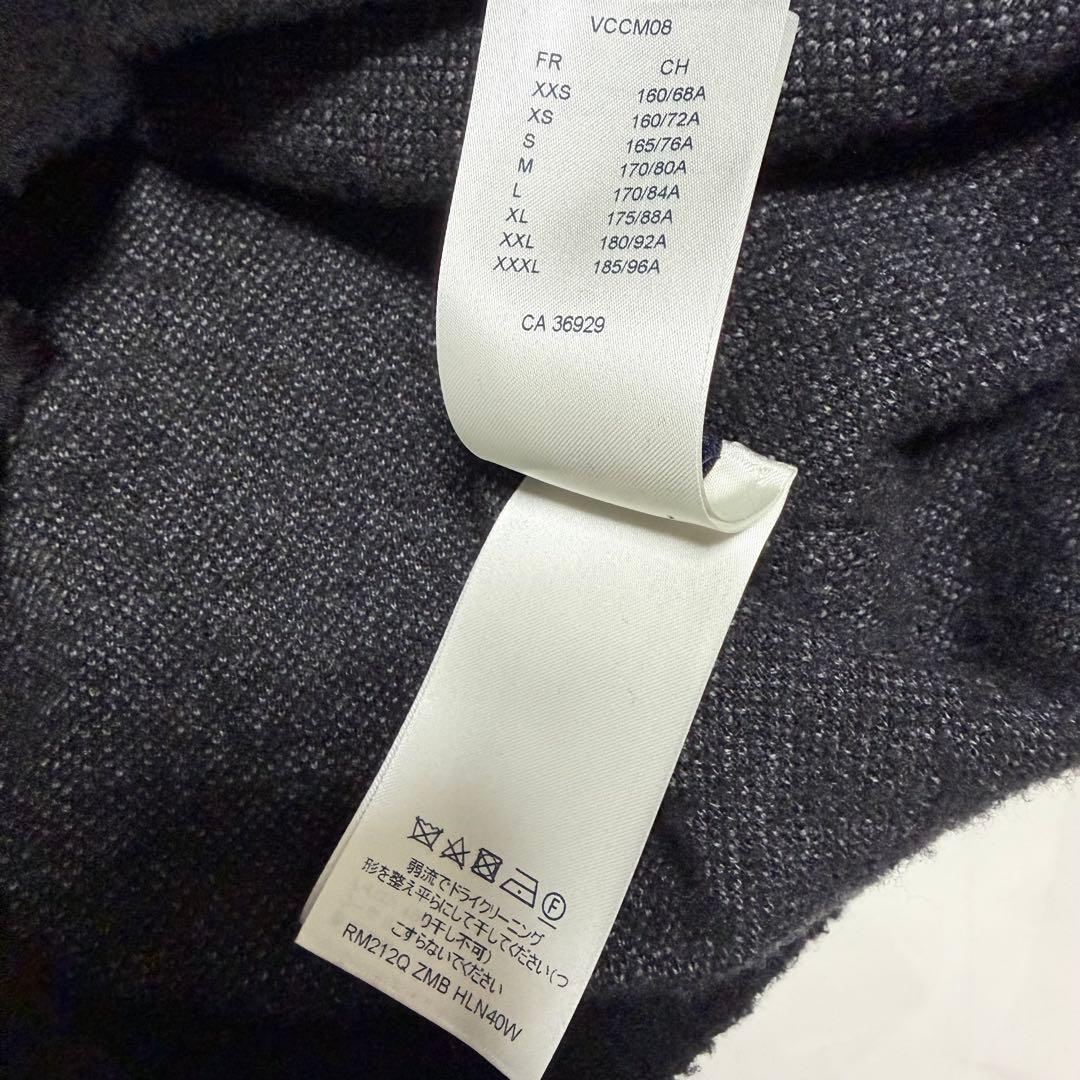 VCCM08
FR CH
XXS 160/68A
XS 160/72A
S 165/76A
M 170/80A
L 170/84A
XL 175/88A
XXL 180/92A
XXXL 185/96A
CA 36929
F
弱流でドライクリーニング
形を整え平らにして干してください(つ
り干し不可)
こすらないでください
RM212Q ZMB HLN40W